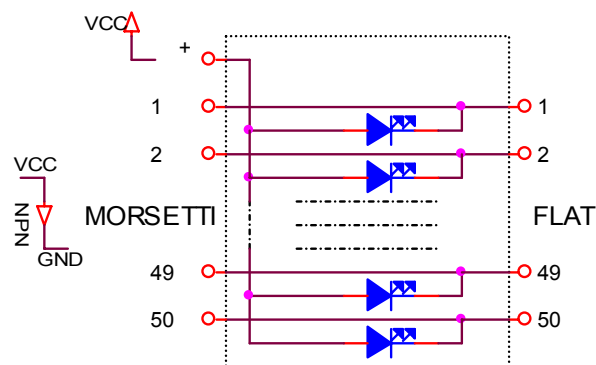 VCC
+
1 1
2 2
VCC
NPN
GND
MORSETTI FLAT
49 49
50 50